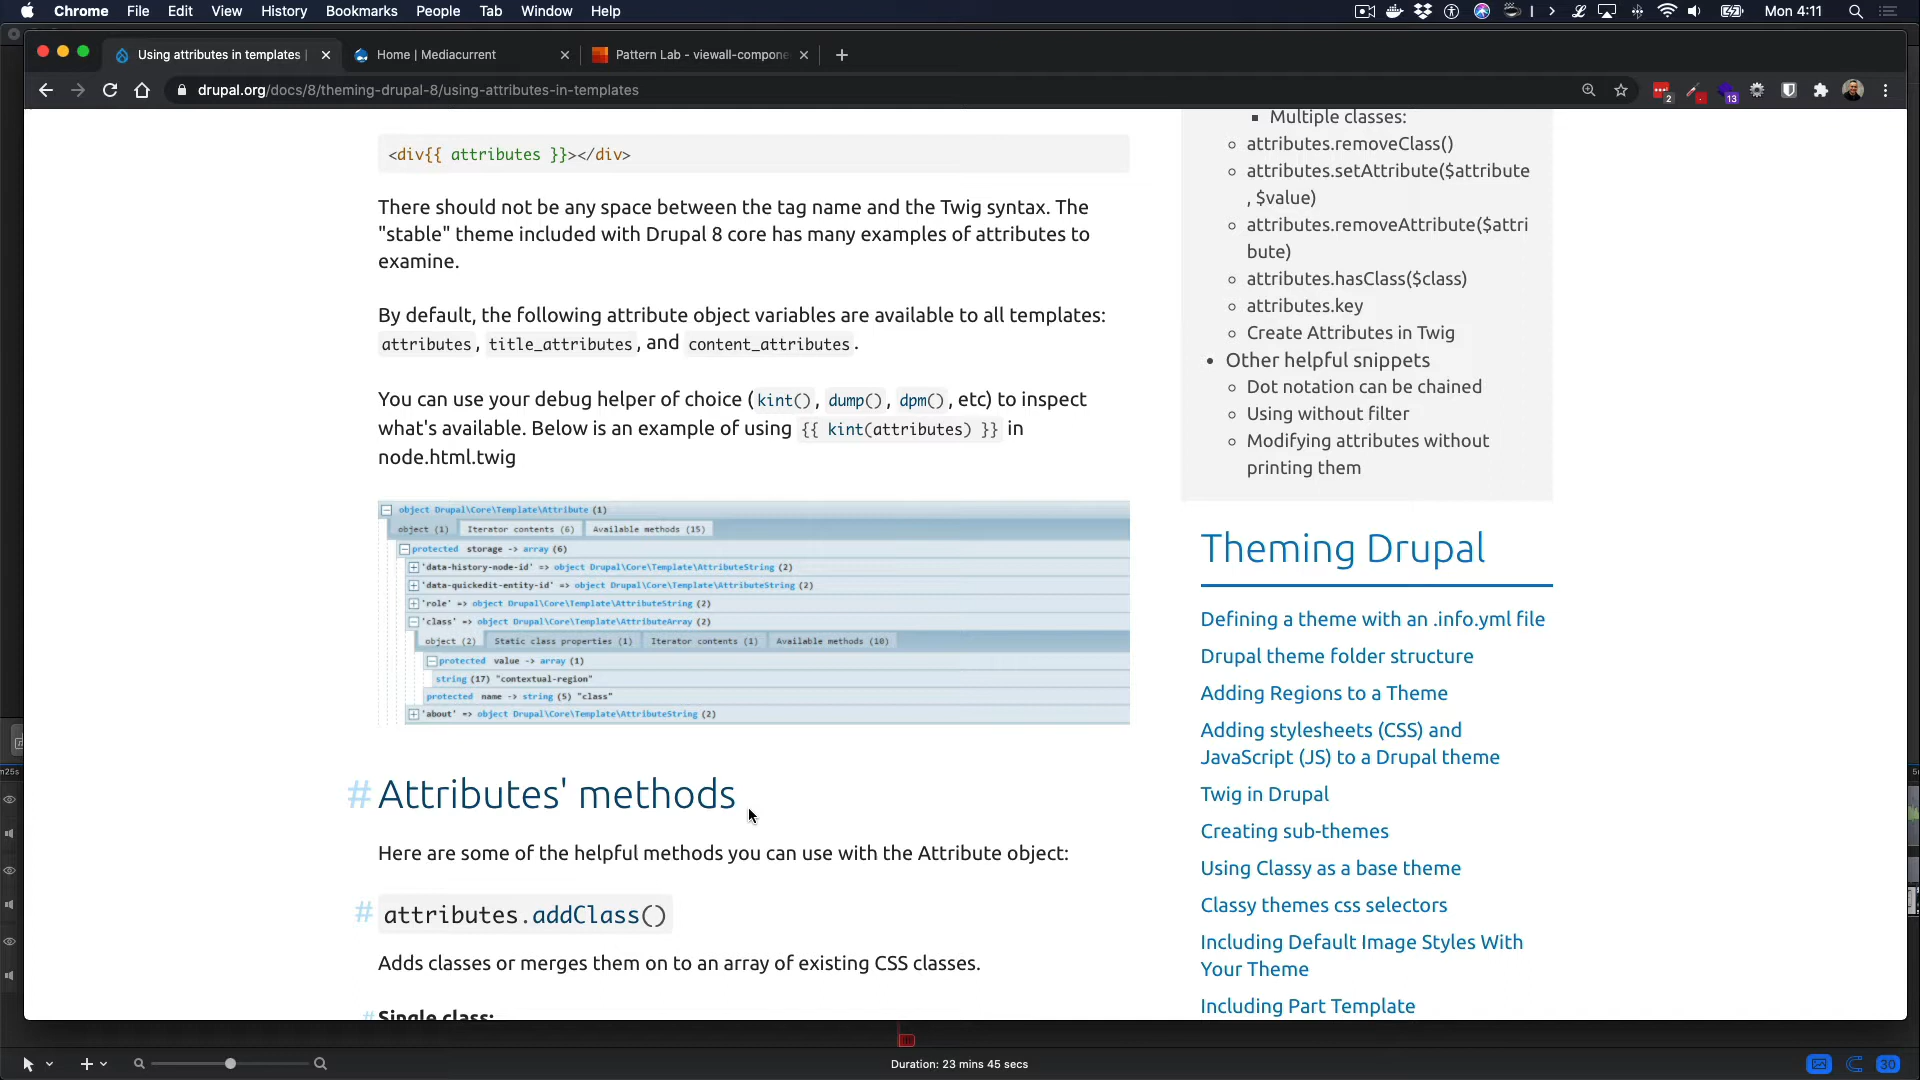 Chrome File Edit View History Bookmarks People Tab Window Help
Mon 4:11
Using attributes in templates |
Home | Mediacurrent
Pattern Lab - viewall-compone
drupal.org/docs/8/theming-drupal-8/using-attributes-in-templates
2
13
<div{{ attributes }}></div>
There should not be any space between the tag name and the Twig syntax. The
"stable" theme included with Drupal 8 core has many examples of attributes to
examine.
By default, the following attribute object variables are available to all templates:
attributes, title_attributes, and content_attributes.
You can use your debug helper of choice (kint(), dump(), dpm(), etc) to inspect
what's available. Below is an example of using {{ kint(attributes) }} in
node.html.twig
object Drupal\Core\Template\Attribute (1)
object (1) Iterator contents (6) Available methods (15)
protected storage -> array (6)
'data-history-node-id' => object Drupal\Core\Template\AttributeString (2)
'data-quickedit-entity-id' => object Drupal\Core\Template\AttributeString (2)
'role' => object Drupal\Core\Template\AttributeString (2)
'class' => object Drupal\Core\Template\AttributeArray (2)
object (2) Static class properties (1) Iterator contents (1) Available methods (10)
protected value -> array (1)
string (17) "contextual-region"
protected name -> string (5) "class"
'about' => object Drupal\Core\Template\AttributeString (2)
# Attributes' methods
Here are some of the helpful methods you can use with the Attribute object:
# attributes.addClass()
Adds classes or merges them on to an array of existing CSS classes.
# Single class:
Multiple classes:
attributes.removeClass()
attributes.setAttribute($attribute
, $value)
attributes.removeAttribute($attri
bute)
attributes.hasClass($class)
attributes.key
Create Attributes in Twig
Other helpful snippets
Dot notation can be chained
Using without filter
Modifying attributes without
printing them
Theming Drupal
Defining a theme with an .info.yml file
Drupal theme folder structure
Adding Regions to a Theme
Adding stylesheets (CSS) and
JavaScript (JS) to a Drupal theme
Twig in Drupal
Creating sub-themes
Using Classy as a base theme
Classy themes css selectors
Including Default Image Styles With
Your Theme
Including Part Template
Duration: 23 mins 45 secs
30